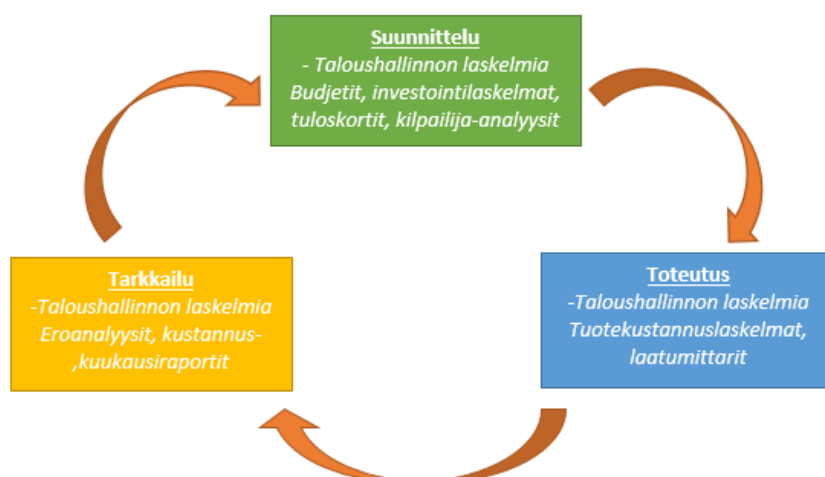 Suunnittelu
- Taloushallinnon laskelmia
Budjetit, investointilaskelmat,
tuloskortit, kilpailija-analyysit
Tarkkailu
-Taloushallinnon laskelmia
Eroanalyysit, kustannus-
,kuukausiraportit
Toteutus
-Taloushallinnon laskelmia
Tuotekustannuslaskelmat,
laatumittarit